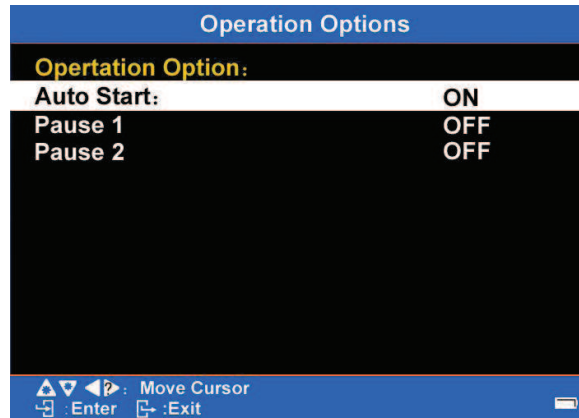 Operation Options
Opertation Option:
Auto Start: ON
Pause 1 OFF
Pause 2 OFF
?: Move Cursor
:Enter :Exit